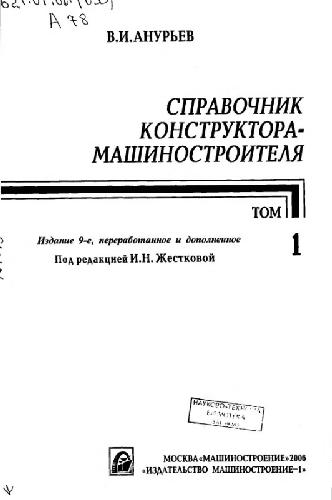 А 78
В.И.АНУРЬЕВ
СПРАВОЧНИК
КОНСТРУКТОРА-
МАШИНОСТРОИТЕЛЯ
ТОМ
1
Издание 9-е, переработанное и дополненное
Под редакцией И.Н. Жестковой
БИБЛИОТЕКА
МОСКВА «МАШИНОСТРОЕНИЕ» 2006
«ИЗДАТЕЛЬСТВО МАШИНОСТРОЕНИЕ-1»